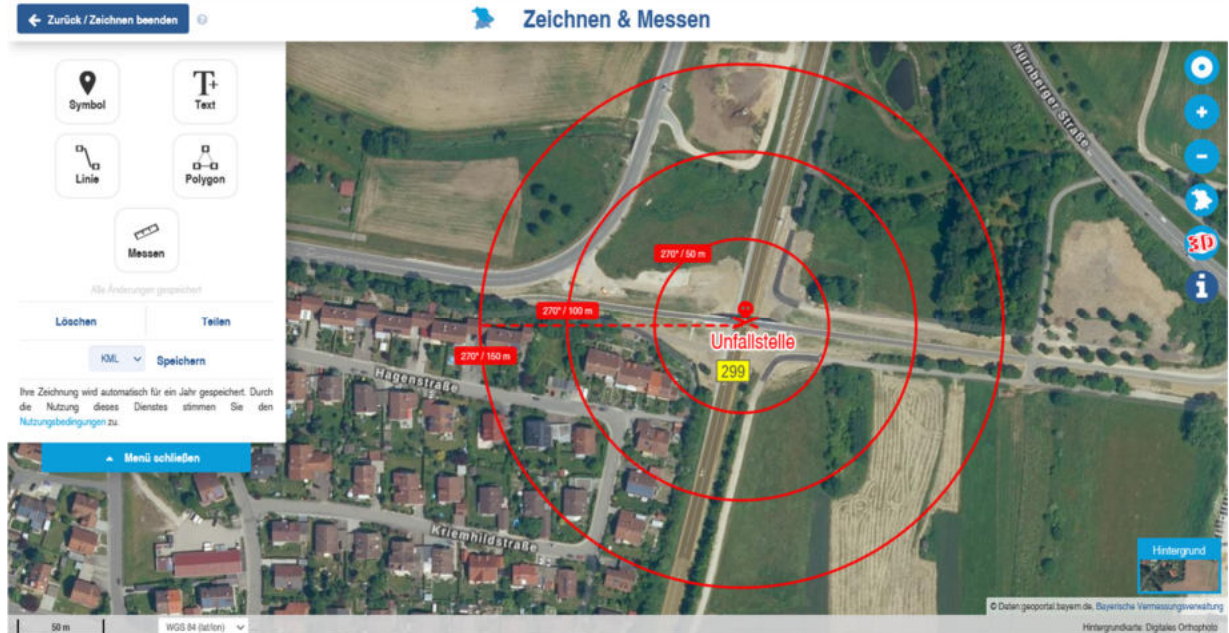 Zurück / Zeichnen beenden
Zeichnen & Messen
Symbol
Text
Linie
Polygon
Messen
Alle Änderungen gespeichert
Löschen
Teilen
KML
Speichern
Ihre Zeichnung wird automatisch für ein Jahr gespeichert. Durch
die Nutzung dieses Dienstes stimmen Sie den
Nutzungsbedingungen zu.
Menü schließen
Nürnberger Straße
3D
270° / 50 m
270° / 100 m
270° / 150 m
Unfallstelle
299
Hagenstraße
Kriemhildstraße
Hintergrund
© Daten:geoportal.bayern.de, Bayerische Vermessungsverwaltung
50 m
WGS 84 (lat/lon)
Hintergrundkarte: Digitales Orthophoto